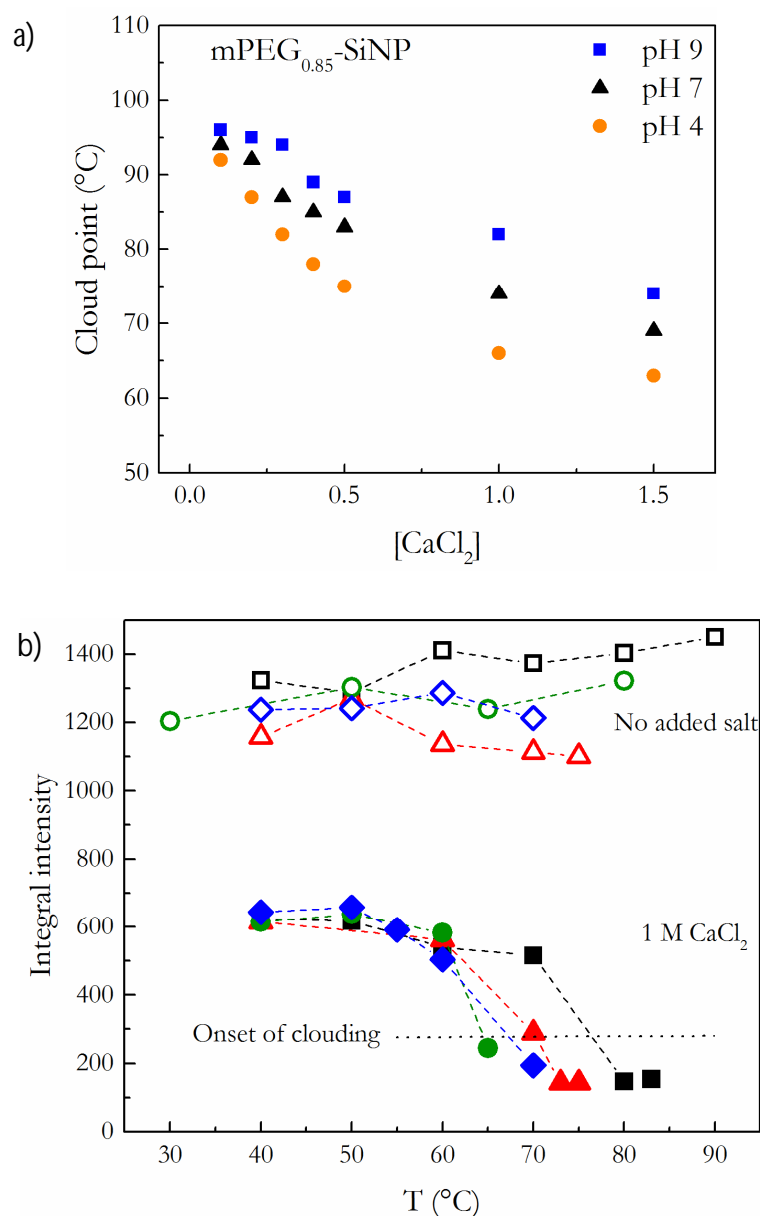 a)
mPEG0.85-SiNP
pH 9
pH 7
pH 4
Cloud point (°C)
110
100
90
80
70
60
50
0.0 0.5 1.0 1.5
[CaCl2]
b)
No added salt
1 M CaCl2
Onset of clouding
Integral intensity
1400
1200
1000
800
600
400
200
0
30 40 50 60 70 80 90
T (°C)